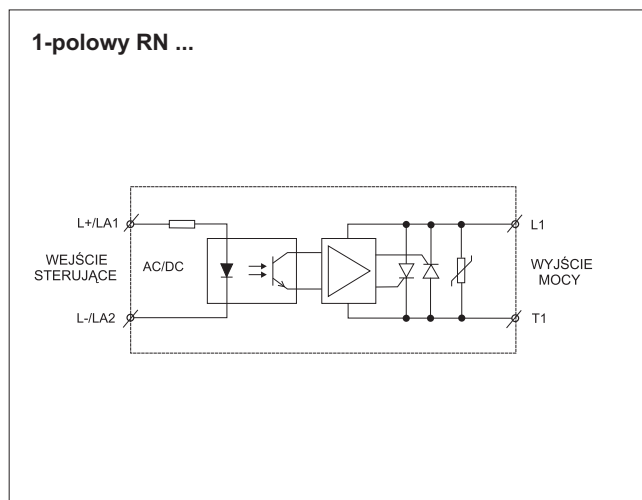 1-polowy RN ...
L+/LA1
L1
WEJŚCIE
STERUJĄCE
AC/DC
WYJŚCIE
MOCY
L-/LA2
T1